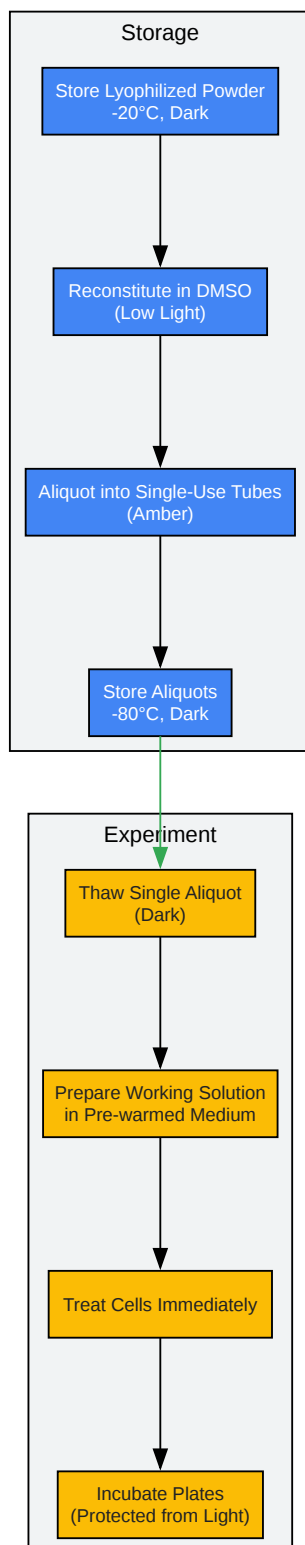 Storage
Store Lyophilized Powder
-20°C, Dark
Reconstitute in DMSO
(Low Light)
Aliquot into Single-Use Tubes
(Amber)
Store Aliquots
-80°C, Dark
Experiment
Thaw Single Aliquot
(Dark)
Prepare Working Solution
in Pre-warmed Medium
Treat Cells Immediately
Incubate Plates
(Protected from Light)